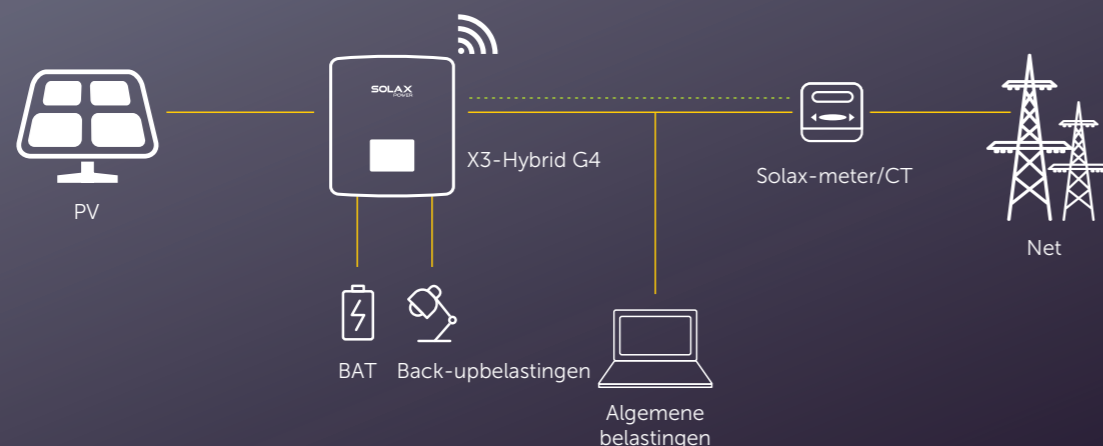 SOLAX
POWER
X3-Hybrid G4
Solax-meter/CT
PV
Net
BAT
Back-upbelastingen
Algemene
belastingen